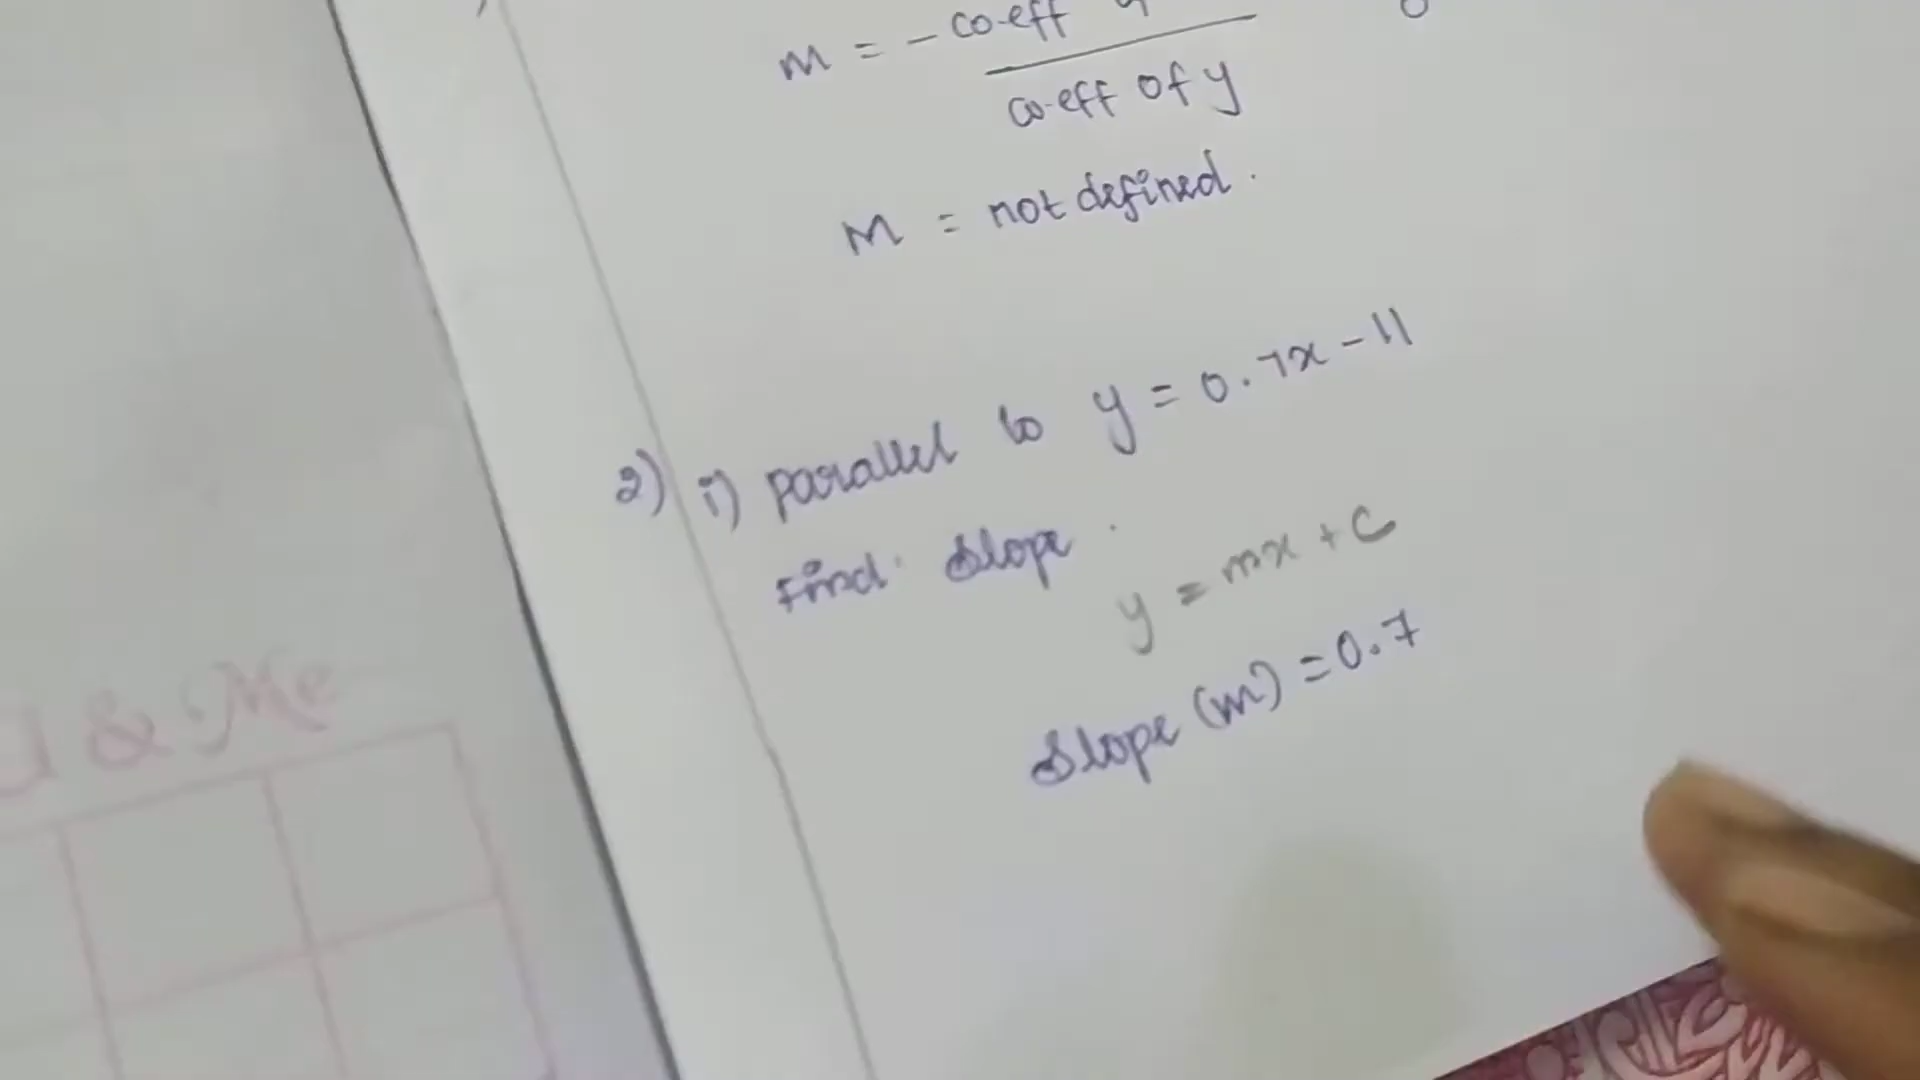 m = - co-eff
co-eff of y
m = not defined.
2) i) parallel to y = 0.7x - 11
Find Slope.
y = mx + c
Slope (m) = 0.7
& Me